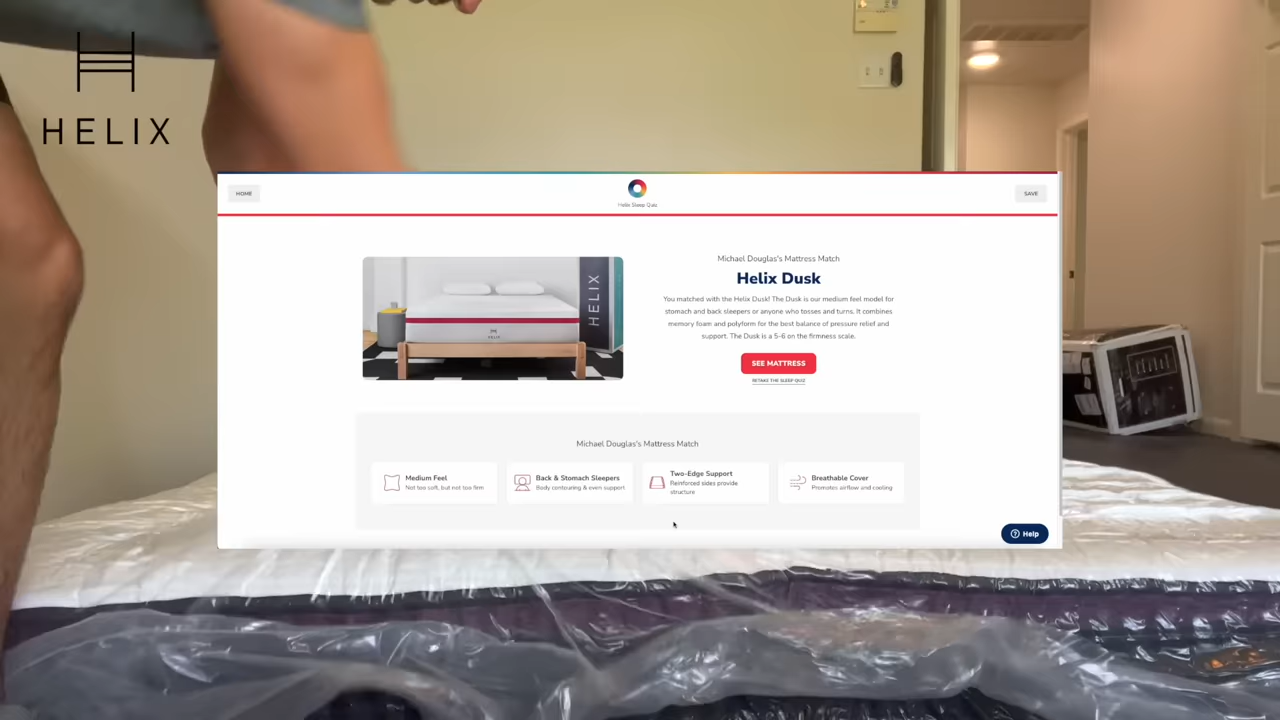 HELIX
HOME
Helix Sleep Quiz
SAVE
HELIX
HELIX
Michael Douglas's Mattress Match
Helix Dusk
You matched with the Helix Dusk! The Dusk is our medium feel model for
stomach and back sleepers or anyone who tosses and turns. It combines
memory foam and polyform for the best balance of pressure relief and
support. The Dusk is a 5-6 on the firmness scale.
SEE MATTRESS
RETAKE THE SLEEP QUIZ
Michael Douglas's Mattress Match
Medium Feel
Not too soft, but not too firm
Back & Stomach Sleepers
Body contouring & even support
Two-Edge Support
Reinforced sides provide
structure
Breathable Cover
Promotes airflow and cooling
Help